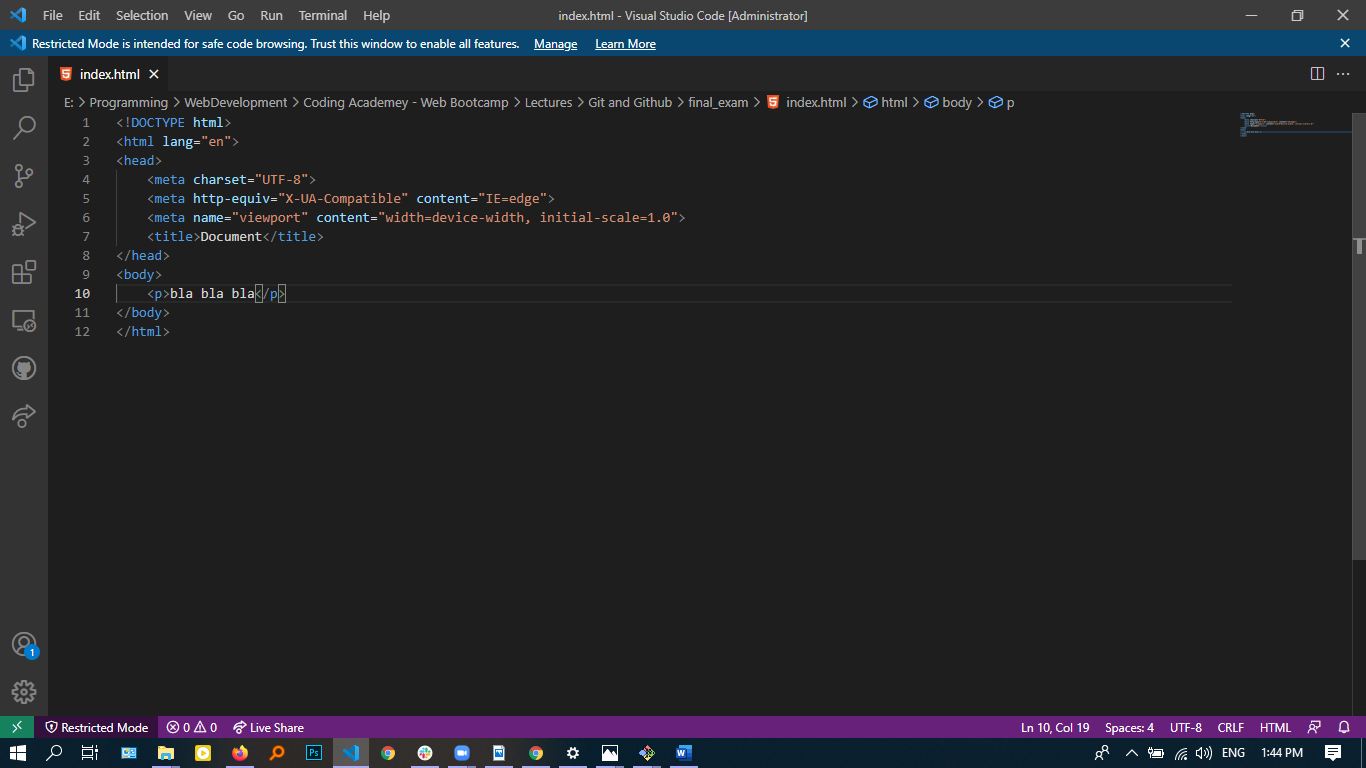 File Edit Selection View Go Run Terminal Help index.html - Visual Studio Code [Administrator]
Restricted Mode is intended for safe code browsing. Trust this window to enable all features. Manage Learn More
index.html
E: > Programming > WebDevelopment > Coding Academey - Web Bootcamp > Lectures > Git and Github > final_exam > index.html > html > body > p
1 <!DOCTYPE html>
2 <html lang="en">
3 <head>
4 <meta charset="UTF-8">
5 <meta http-equiv="X-UA-Compatible" content="IE=edge">
6 <meta name="viewport" content="width=device-width, initial-scale=1.0">
7 <title>Document</title>
8 </head>
9 <body>
10 <p>bla bla bla</p>
11 </body>
12 </html>
1
Restricted Mode 0 0 Live Share Ln 10, Col 19 Spaces: 4 UTF-8 CRLF HTML
Ps ENG 1:44 PM